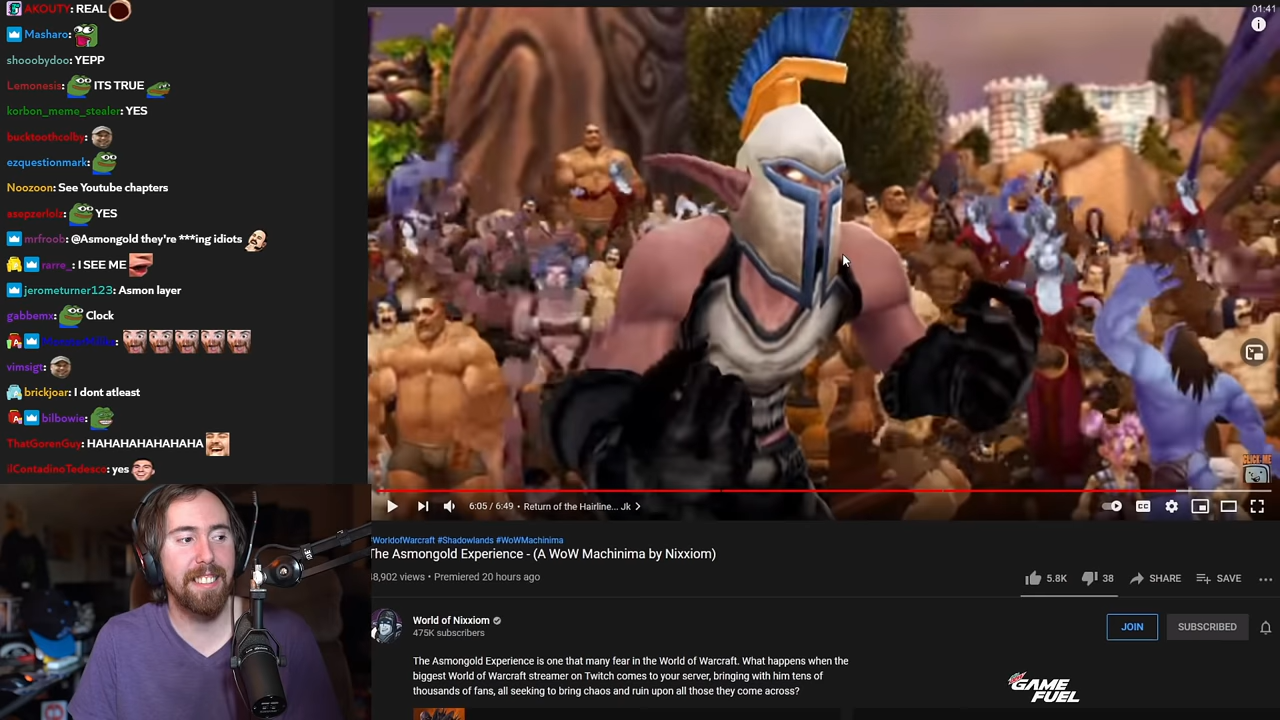 AKOUTY: REAL
Masharo:
shooobydoo: YEPP
Lemonesis: ITS TRUE
korbon_meme_stealer: YES
bucktoothcolby:
ezquestionmark:
Noozoon: See Youtube chapters
asepzerlolz: YES
mrfroob: @Asmongold they're ***ing idiots
rarre_: I SEE ME
jerometurner123: Asmon layer
gabbemx: Clock
vimsigt:
brickjoar: I dont atleast
bilbowie:
ThatGorenGuy: HAHAHAHAHAHAHA
ilContadinoTedesco: yes
01:41
CLICK ME
6:05 / 6:49 • Return of the Hairline... Jk
WorldofWarcraft #Shadowlands #WoWMachinima
The Asmongold Experience - (A WoW Machinima by Nixxiom)
8,902 views • Premiered 20 hours ago
5.8K
38
SHARE
SAVE
World of Nixxiom
475K subscribers
JOIN
SUBSCRIBED
The Asmongold Experience is one that many fear in the World of Warcraft. What happens when the
biggest World of Warcraft streamer on Twitch comes to your server, bringing with him tens of
thousands of fans, all seeking to bring chaos and ruin upon all those they come across?
GAME
FUEL